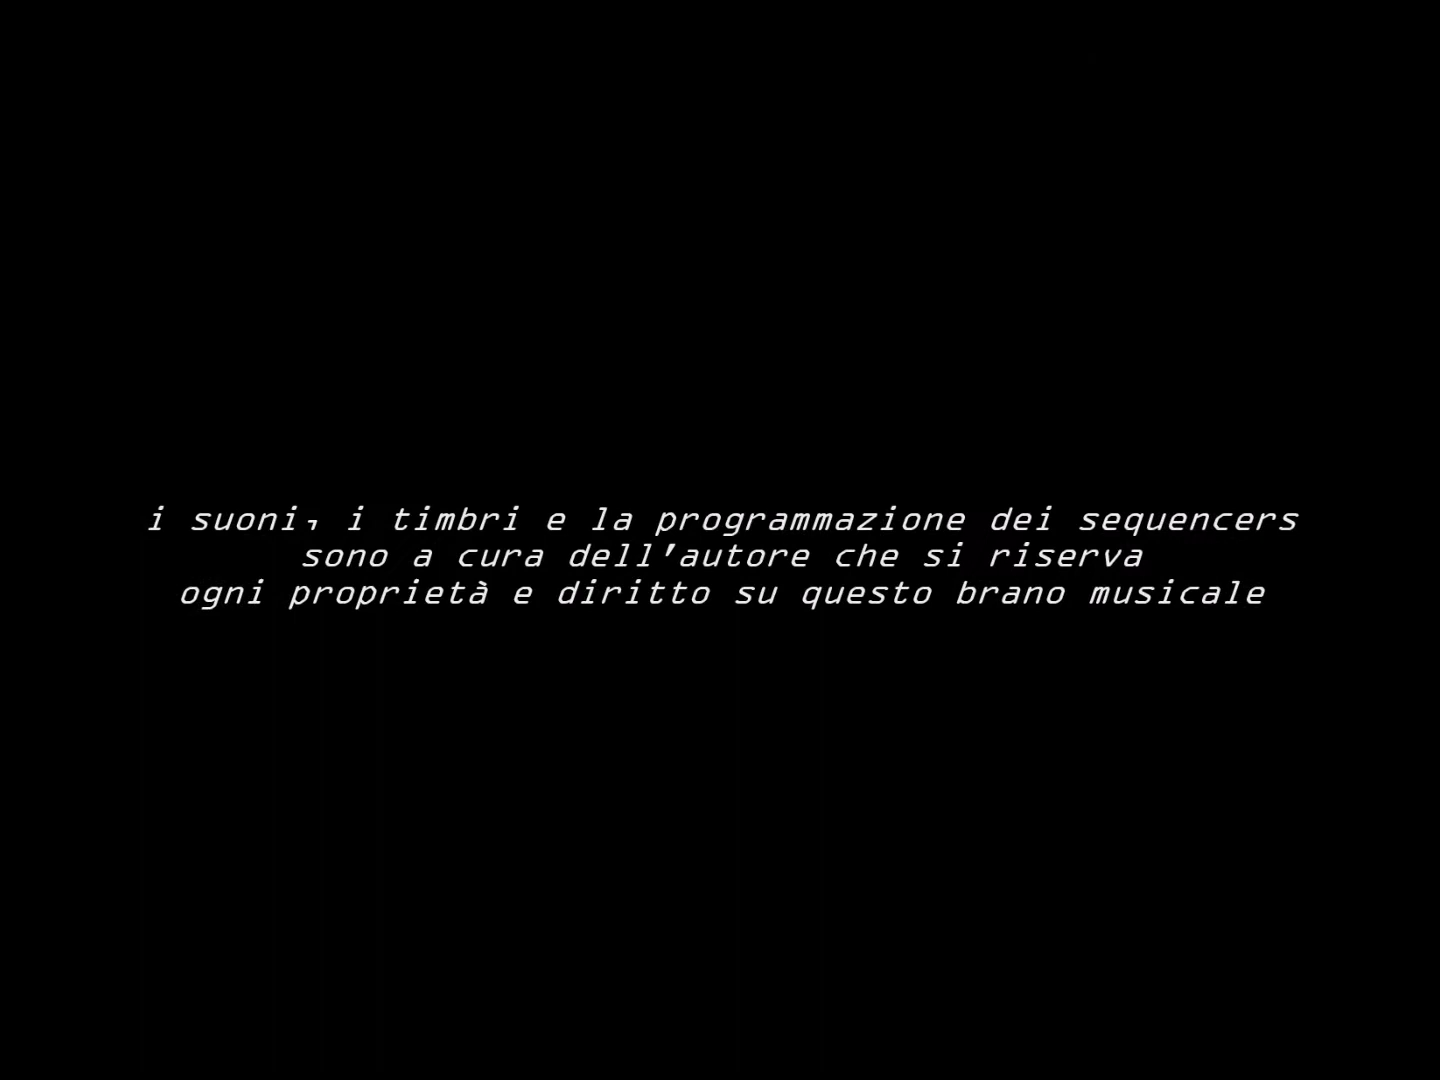 i suoni, i timbri e la programmazione dei sequencers
sono a cura dell'autore che si riserva
ogni proprietà e diritto su questo brano musicale